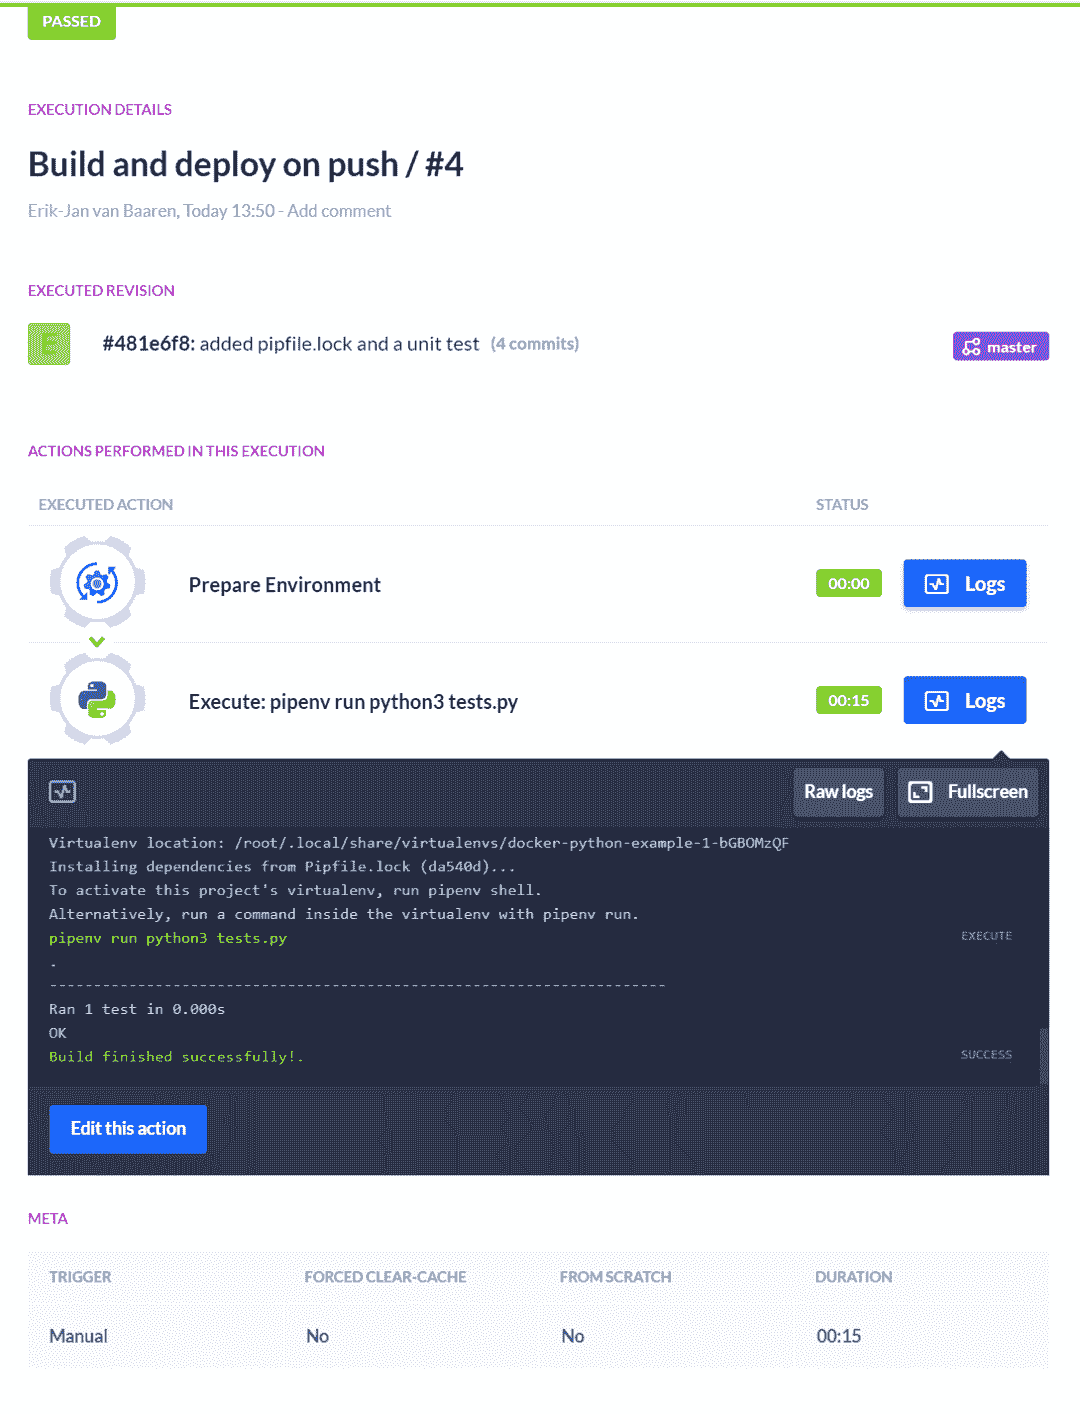 PASSED
EXECUTION DETAILS
Build and deploy on push / #4
Erik-Jan van Baaren, Today 13:50 - Add comment
EXECUTED REVISION
E
#481e6f8: added pipfile.lock and a unit test (4 commits)
master
ACTIONS PERFORMED IN THIS EXECUTION
EXECUTED ACTION STATUS
Prepare Environment 00:00 Logs
Execute: pipenv run python3 tests.py 00:15 Logs
Raw logs Fullscreen
Virtualenv location: /root/.local/share/virtualenvs/docker-python-example-1-bGBOMzQF
Installing dependencies from Pipfile.lock (da540d)...
To activate this project's virtualenv, run pipenv shell.
Alternatively, run a command inside the virtualenv with pipenv run.
pipenv run python3 tests.py EXECUTE
.
----------------------------------------------------------------------
Ran 1 test in 0.000s
OK
Build finished successfully!. SUCCESS
Edit this action
META
TRIGGER FORCED CLEAR-CACHE FROM SCRATCH DURATION
Manual No No 00:15